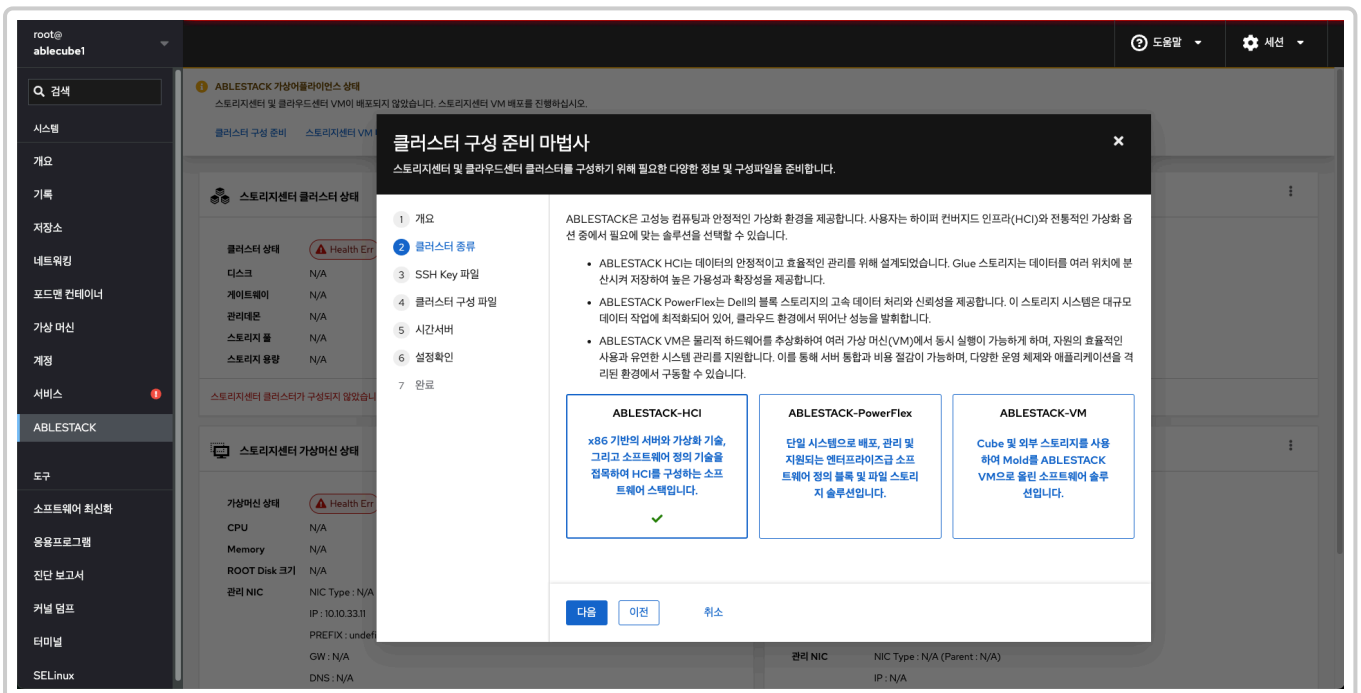 root@
ablecube1
도움말
세션
검색
시스템
개요
기록
저장소
네트워킹
포드맨 컨테이너
가상 머신
계정
서비스
ABLESTACK
도구
소프트웨어 최신화
응용프로그램
진단 보고서
커널 덤프
터미널
SELinux
ABLESTACK 가상어플라이언스 상태
스토리지센터 및 클라우드센터 VM이 배포되지 않았습니다. 스토리지센터 VM 배포를 진행하십시오.
클러스터 구성 준비
스토리지센터 VM
스토리지센터 클러스터 상태
클러스터 상태
Health Err
디스크
N/A
게이트웨이
N/A
관리데몬
N/A
스토리지 풀
N/A
스토리지 용량
N/A
스토리지센터 클러스터가 구성되지 않았습니
스토리지센터 가상머신 상태
가상머신 상태
Health Err
CPU
N/A
Memory
N/A
ROOT Disk 크기
N/A
관리 NIC
NIC Type : N/A
IP : 10.10.33.11
PREFIX : undefi
GW : N/A
DNS : N/A
관리 NIC
NIC Type : N/A (Parent : N/A)
IP : N/A
클러스터 구성 준비 마법사
스토리지센터 및 클라우드센터 클러스터를 구성하기 위해 필요한 다양한 정보 및 구성파일을 준비합니다.
1 개요
2 클러스터 종류
3 SSH Key 파일
4 클러스터 구성 파일
5 시간서버
6 설정확인
7 완료
ABLESTACK은 고성능 컴퓨팅과 안정적인 가상화 환경을 제공합니다. 사용자는 하이퍼 컨버지드 인프라(HCI)와 전통적인 가상화 옵
션 중에서 필요에 맞는 솔루션을 선택할 수 있습니다.
• ABLESTACK HCI는 데이터의 안정적이고 효율적인 관리를 위해 설계되었습니다. Glue 스토리지는 데이터를 여러 위치에 분
산시켜 저장하여 높은 가용성과 확장성을 제공합니다.
• ABLESTACK PowerFlex는 Dell의 블록 스토리지의 고속 데이터 처리와 신뢰성을 제공합니다. 이 스토리지 시스템은 대규모
데이터 작업에 최적화되어 있어, 클라우드 환경에서 뛰어난 성능을 발휘합니다.
• ABLESTACK VM은 물리적 하드웨어를 추상화하여 여러 가상 머신(VM)에서 동시 실행이 가능하게 하며, 자원의 효율적인
사용과 유연한 시스템 관리를 지원합니다. 이를 통해 서버 통합과 비용 절감이 가능하며, 다양한 운영 체제와 애플리케이션을 격
리된 환경에서 구동할 수 있습니다.
ABLESTACK-HCI
x86 기반의 서버와 가상화 기술,
그리고 소프트웨어 정의 기술을
접목하여 HCI를 구성하는 소프
트웨어 스택입니다.
ABLESTACK-PowerFlex
단일 시스템으로 배포, 관리 및
지원되는 엔터프라이즈급 소프
트웨어 정의 블록 및 파일 스토리
지 솔루션입니다.
ABLESTACK-VM
Cube 및 외부 스토리지를 사용
하여 Mold를 ABLESTACK
VM으로 올린 소프트웨어 솔루
션입니다.
다음
이전
취소